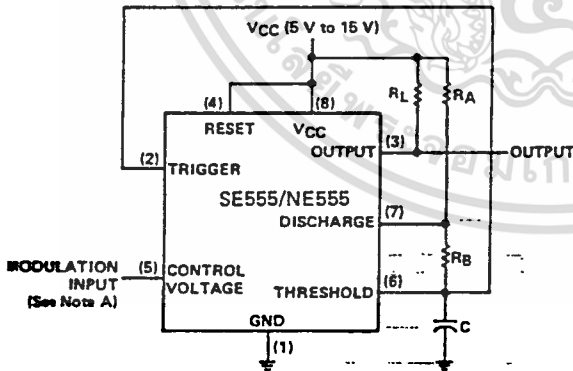 VCC (5 V to 15 V)
RL
RA
(4)
(8)
RESET
VCC
(3)
OUTPUT
OUTPUT
(2)
TRIGGER
SE555/NE555
(7)
DISCHARGE
RB
MODULATION
INPUT
(See Note A)
(5)
CONTROL
VOLTAGE
(6)
THRESHOLD
GND
C
(1)